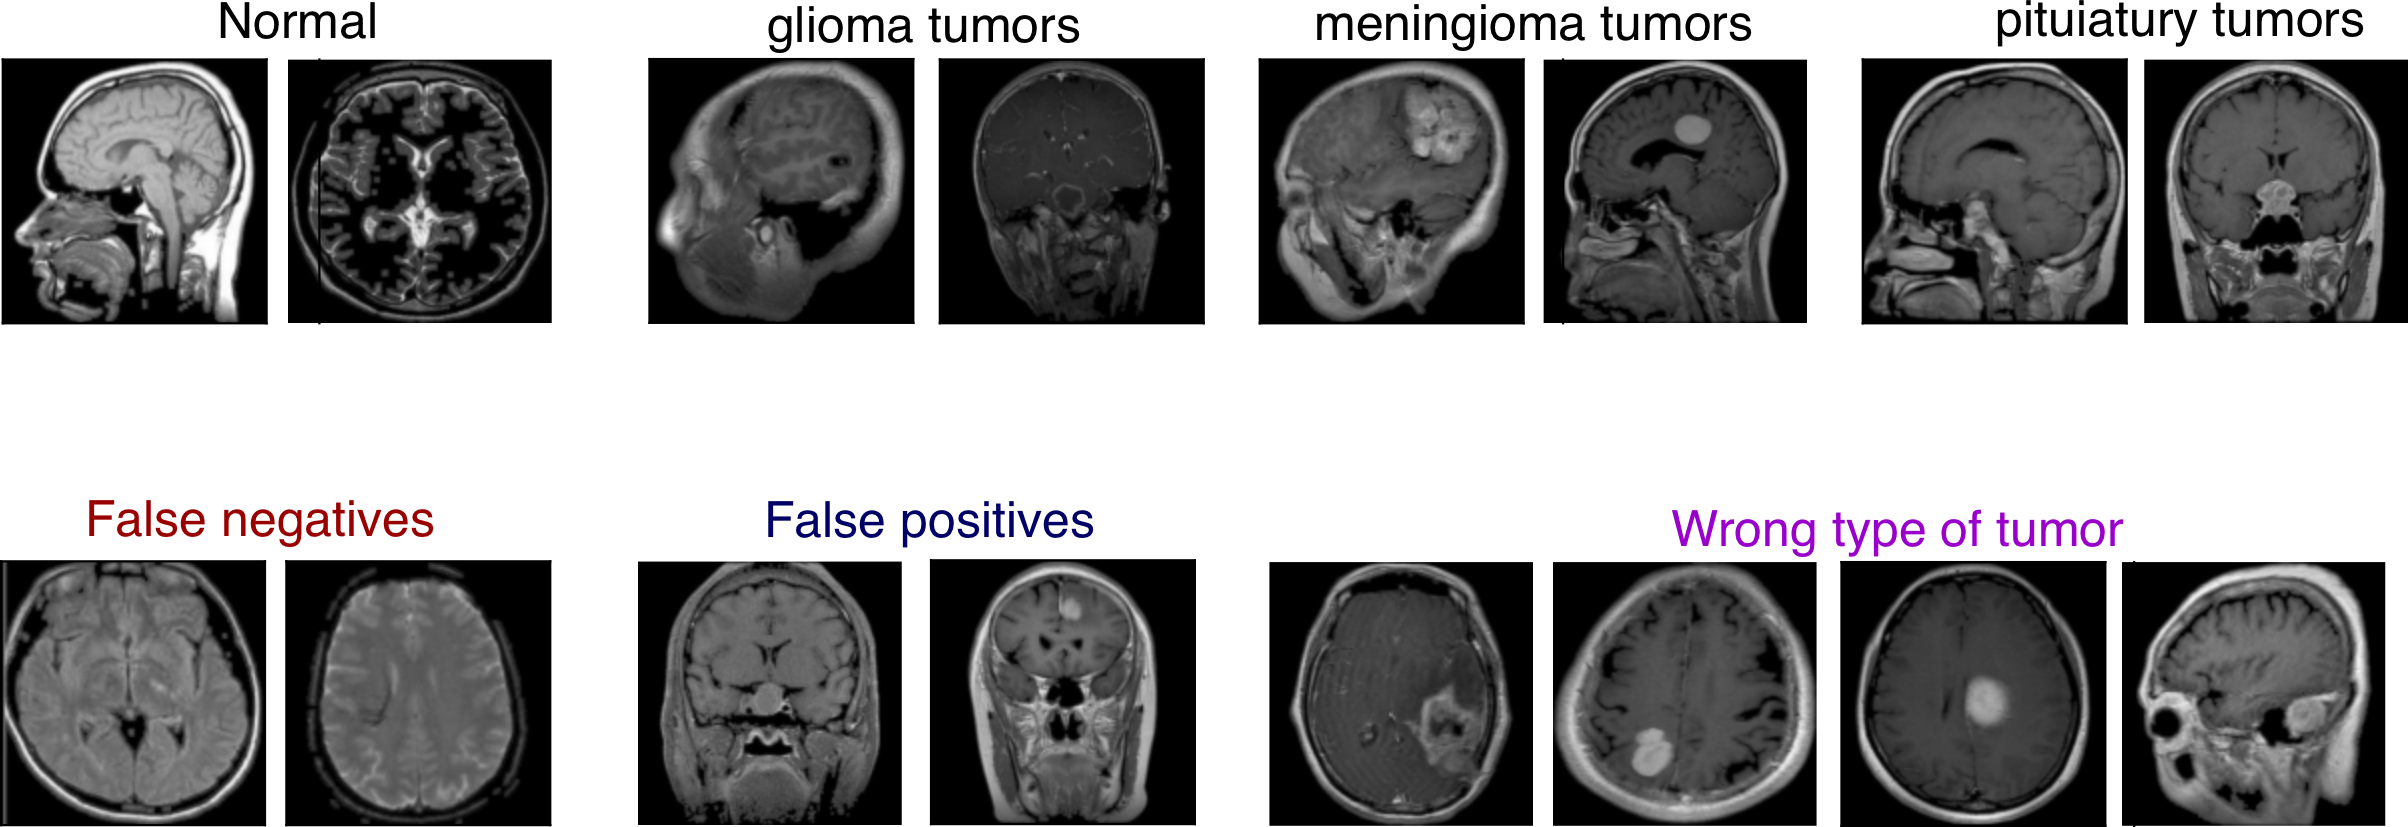 Normal
glioma tumors
meningioma tumors
pituiatury tumors
False negatives
False positives
Wrong type of tumor